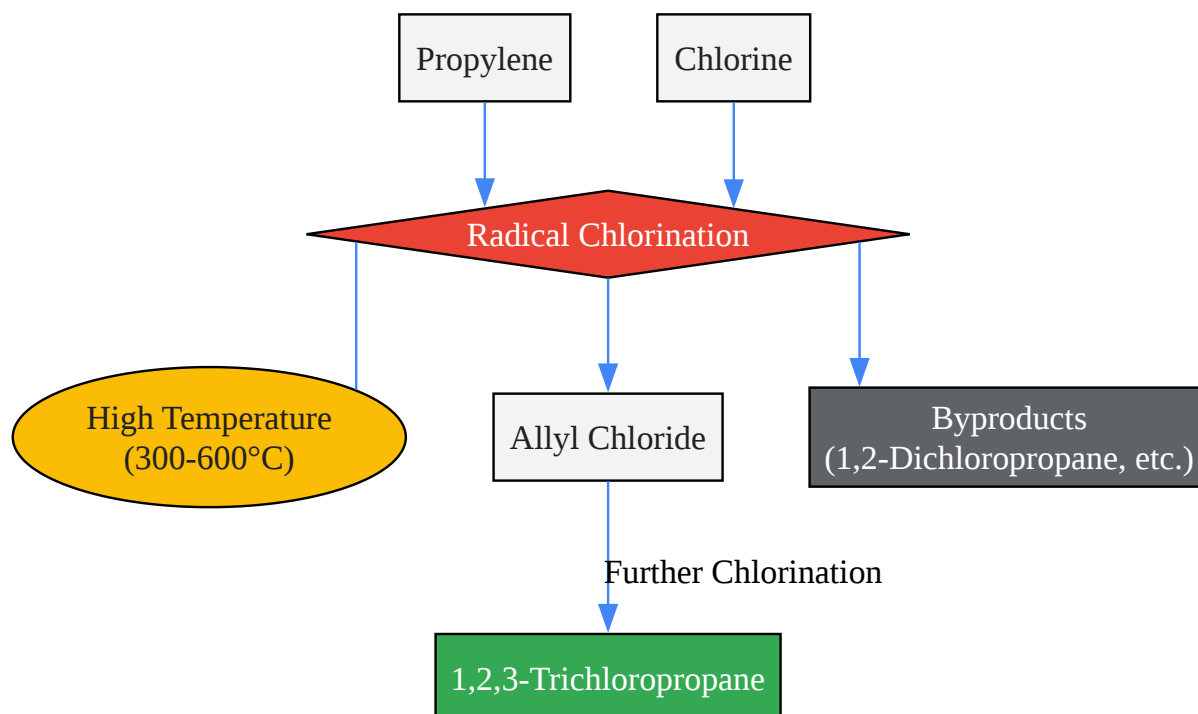 Propylene
Chlorine
Radical Chlorination
High Temperature
(300-600°C)
Allyl Chloride
Byproducts
(1,2-Dichloropropane, etc.)
Further Chlorination
1,2,3-Trichloropropane